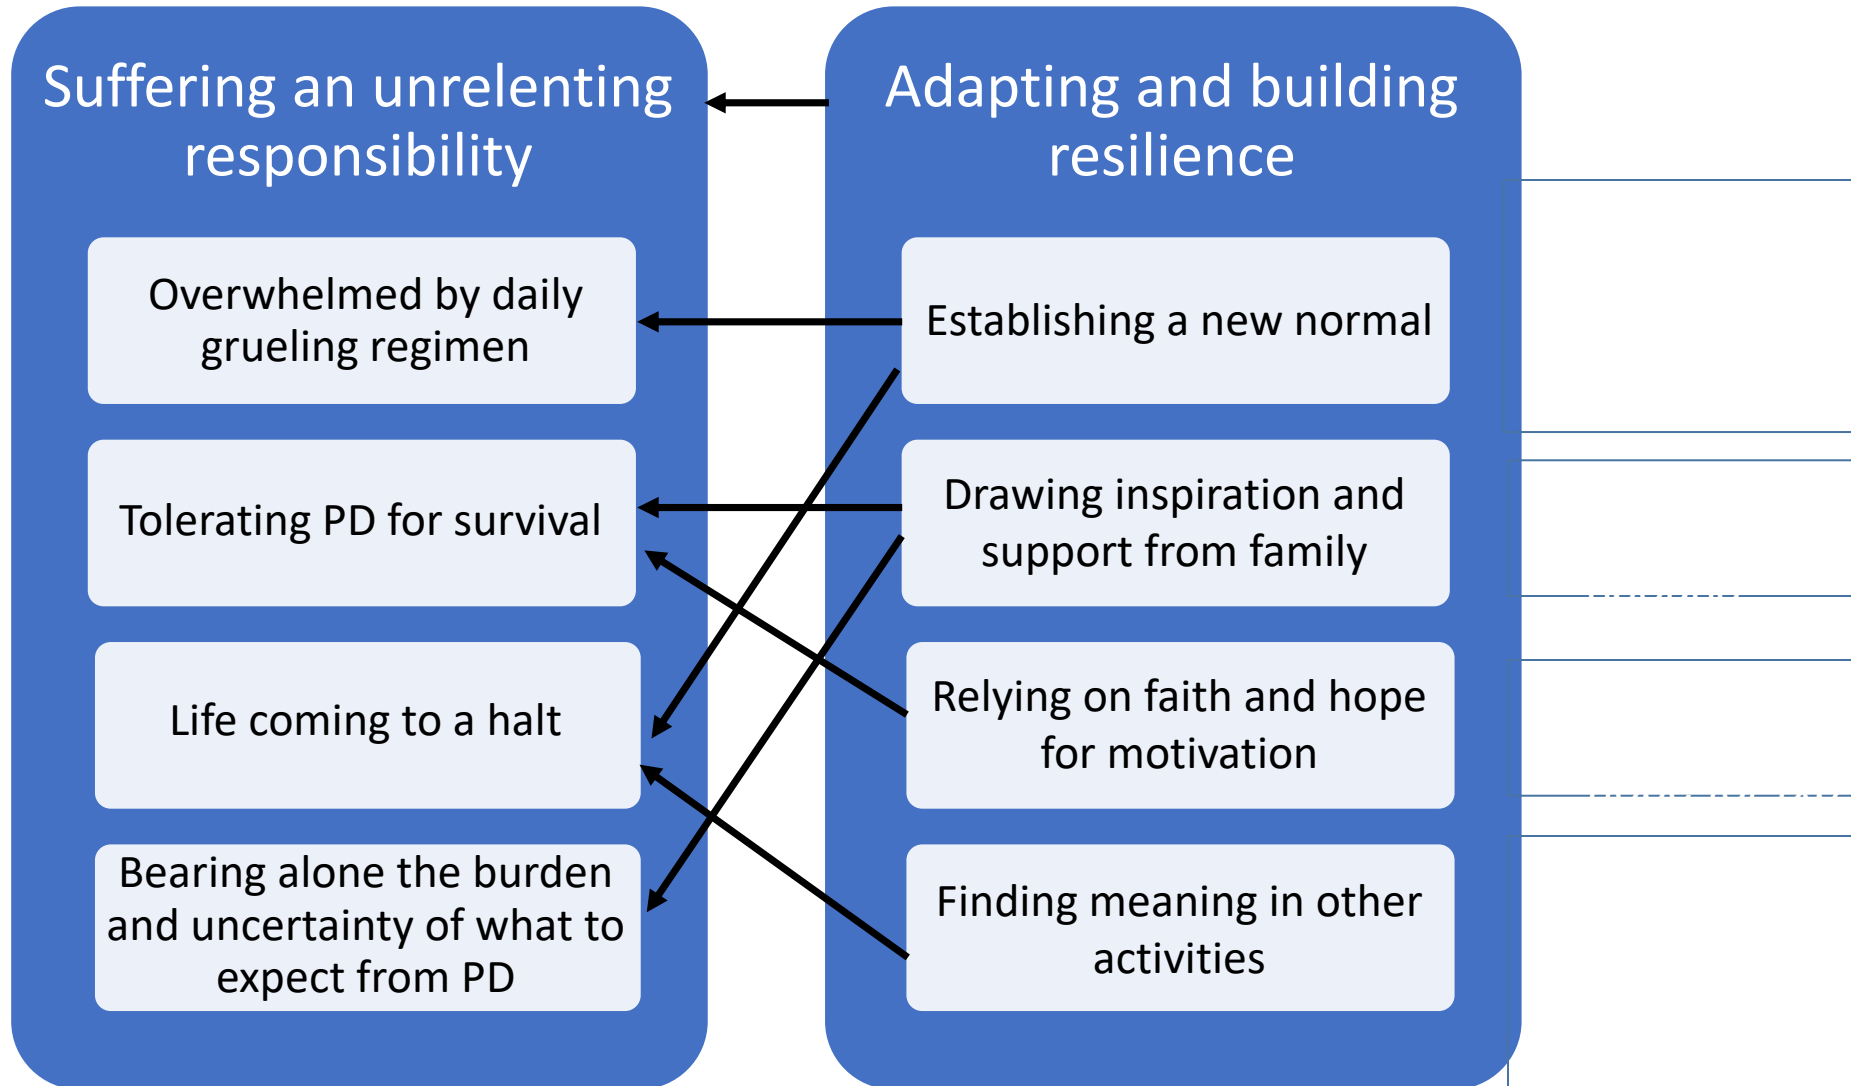 Suffering an unrelenting
responsibility
Overwhelmed by daily
grueling regimen
Tolerating PD for survival
Life coming to a halt
Bearing alone the burden
and uncertainty of what to
expect from PD
Adapting and building
resilience
Establishing a new normal
Drawing inspiration and
support from family
Relying on faith and hope
for motivation
Finding meaning in other
activities